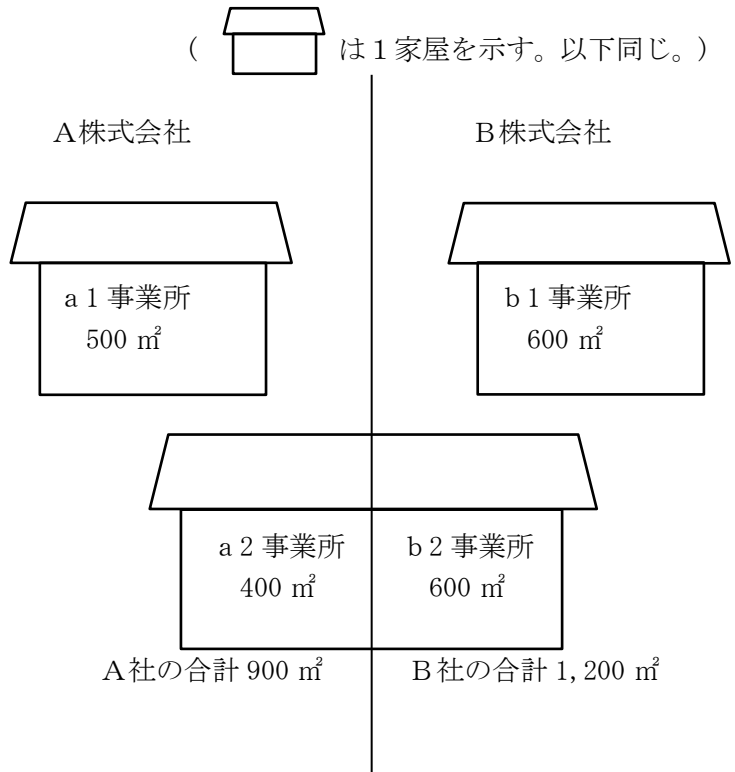 （ は１家屋を示す。以下同じ。）
Ａ株式会社
Ｂ株式会社
ａ１事業所
500 ㎡
ｂ１事業所
600 ㎡
ａ２事業所
400 ㎡
ｂ２事業所
600 ㎡
Ａ社の合計 900 ㎡
Ｂ社の合計 1,200 ㎡